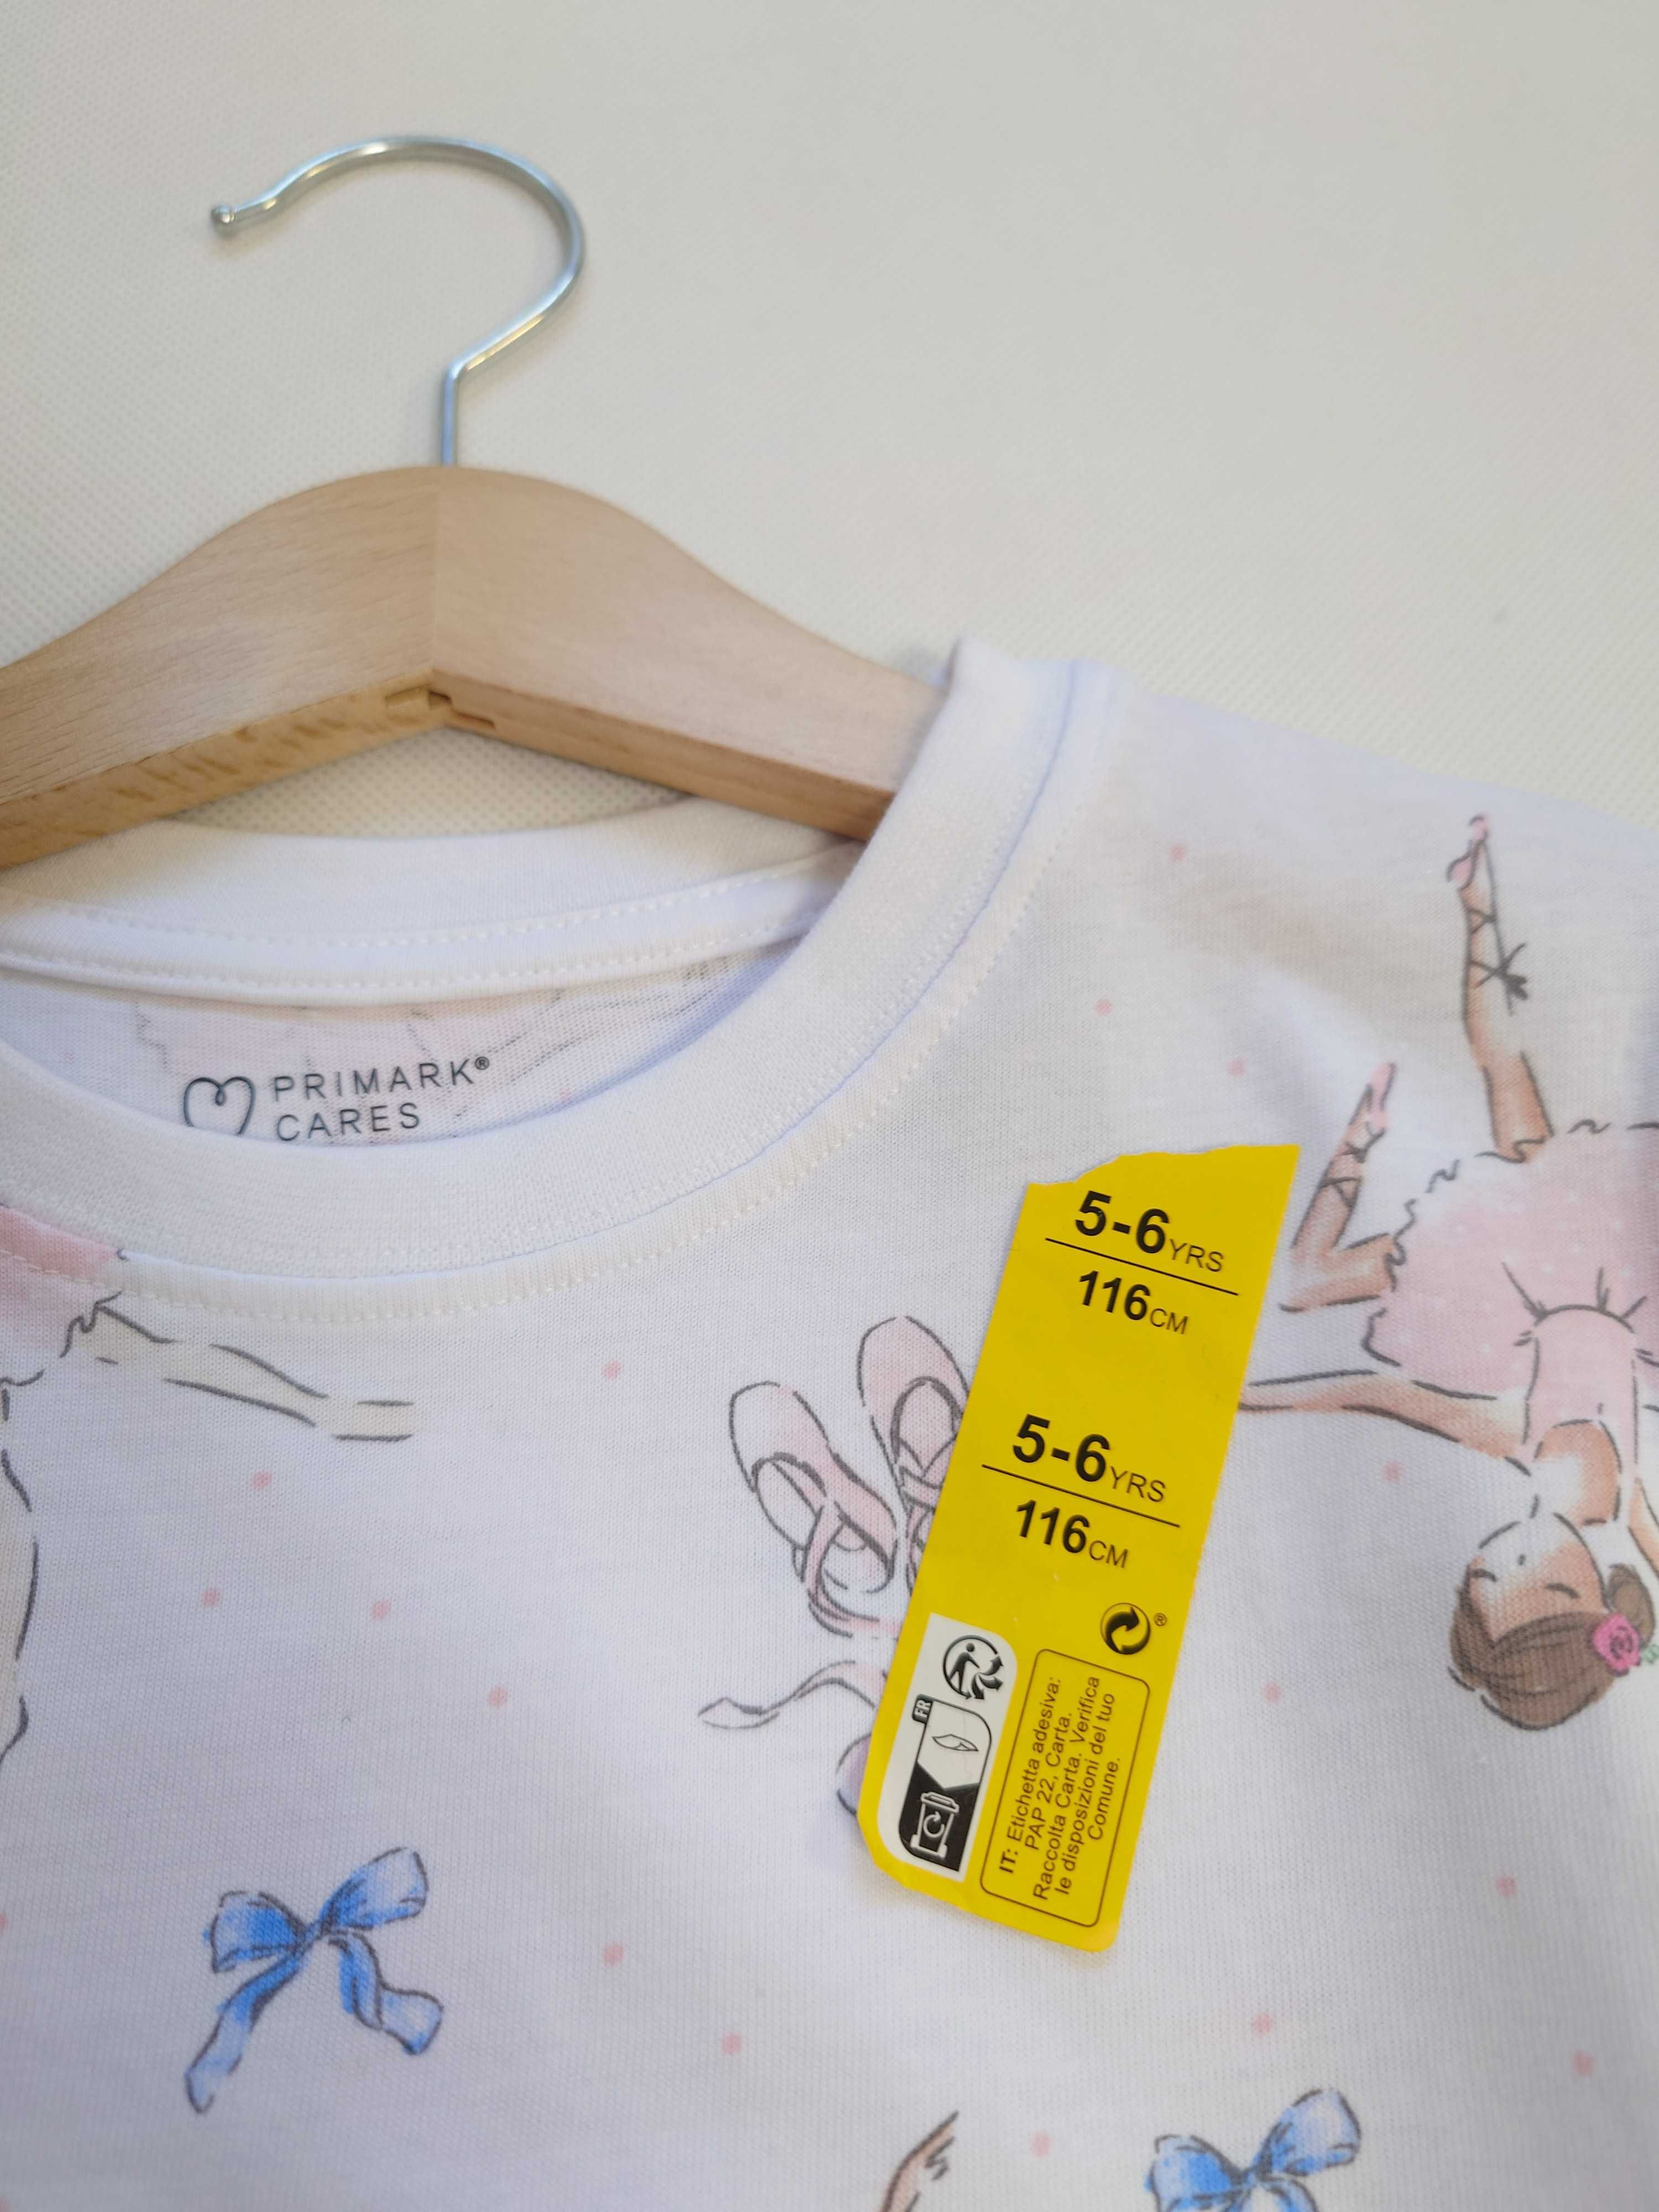 PRIMARK®
CARES
5-6YRS
116CM
5-6YRS
116CM
®
FR
IT: Etichetta adesiva:
PAP 22, Carta.
Raccolta Carta. Verifica
le disposizioni del tuo
Comune.